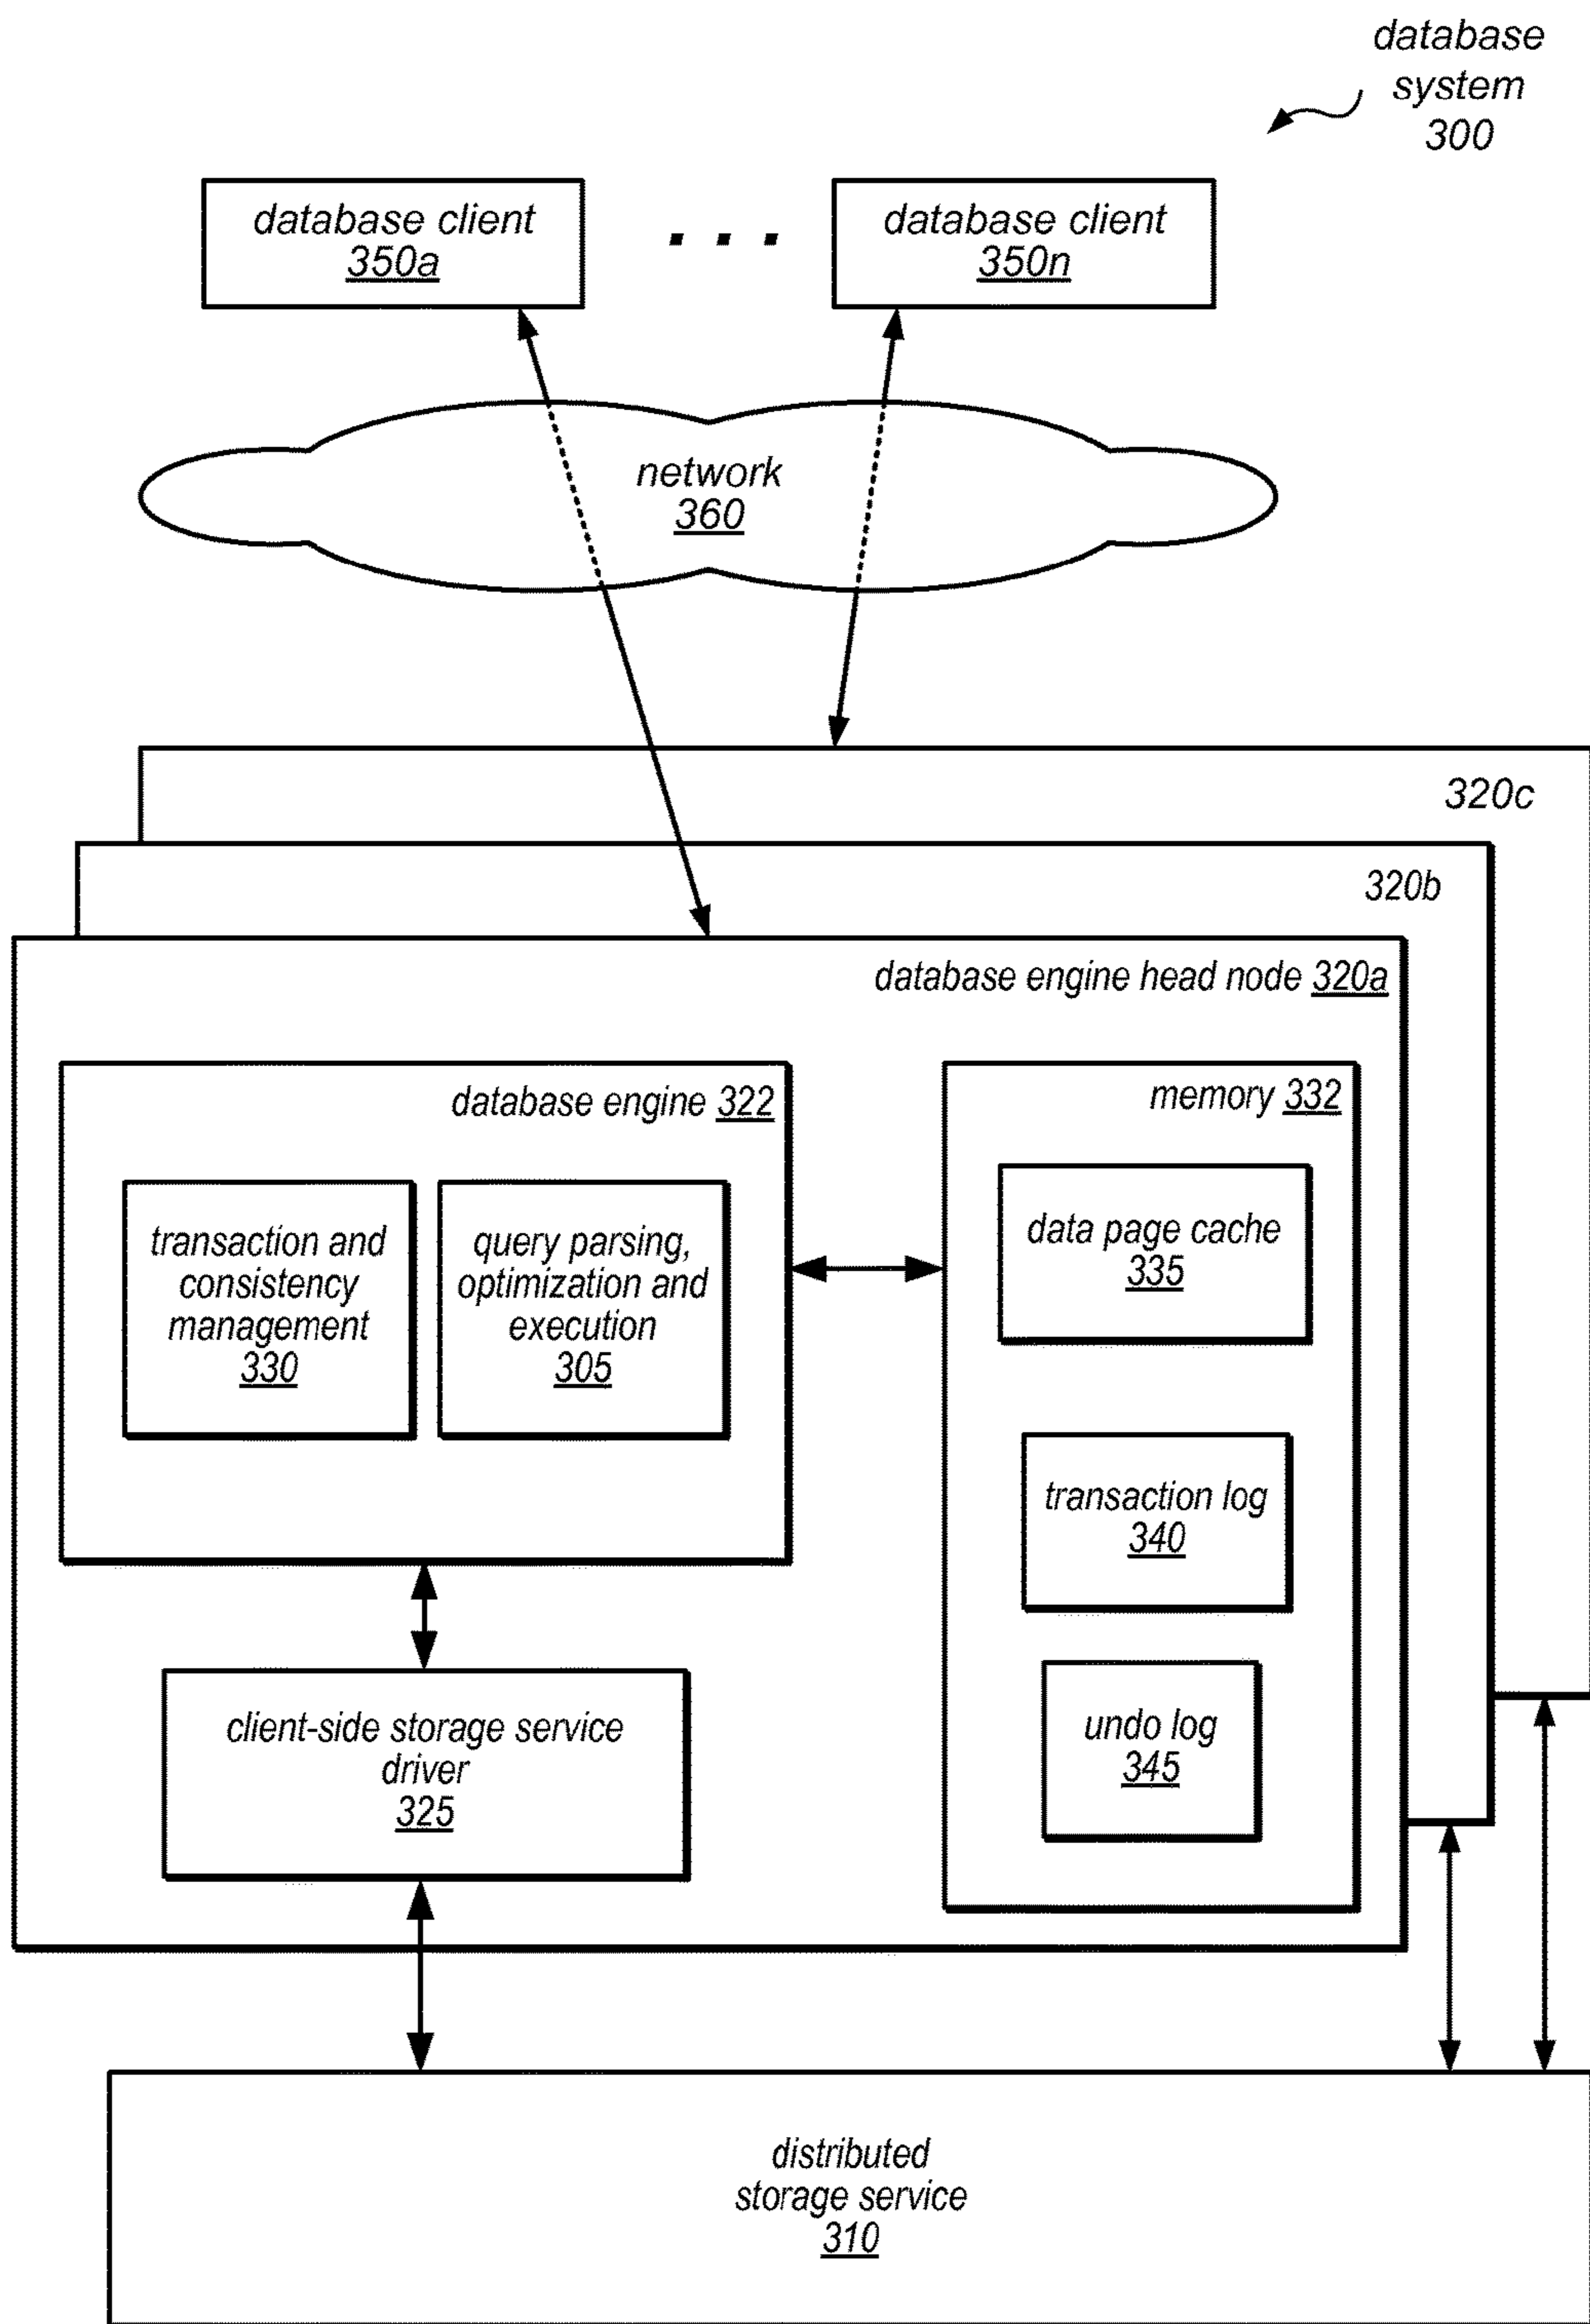 database
system
300
database client
350a
. . .
database client
350n
network
360
320c
320b
database engine head node 320a
database engine 322
memory 332
transaction and
consistency
management
330
query parsing,
optimization and
execution
305
data page cache
335
transaction log
340
undo log
345
client-side storage service
driver
325
distributed
storage service
310